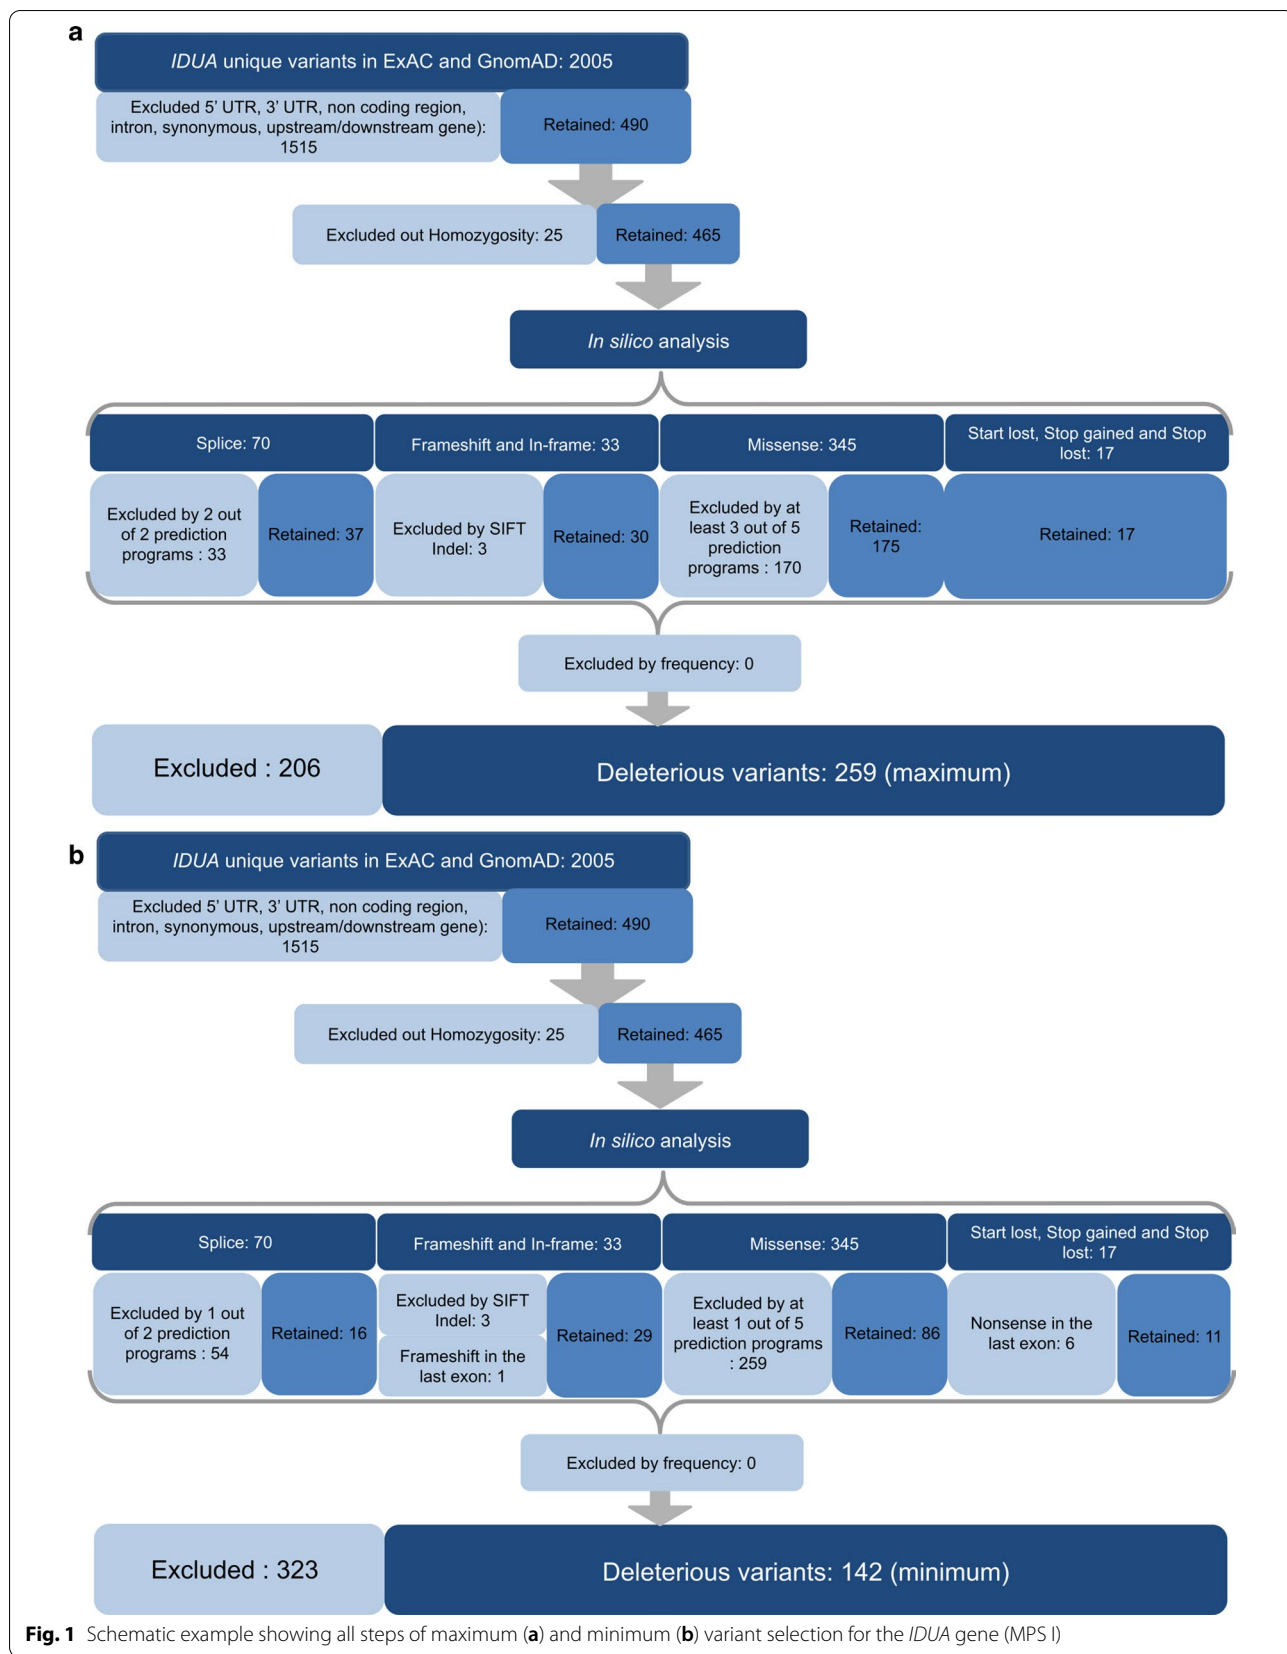 a
IDUA unique variants in ExAC and GnomAD: 2005
Excluded 5' UTR, 3' UTR, non coding region,
intron, synonymous, upstream/downstream gene):
1515
Retained: 490
Excluded out Homozygosity: 25
Retained: 465
In silico analysis
Splice: 70
Frameshift and In-frame: 33
Missense: 345
Start lost, Stop gained and Stop
lost: 17
Excluded by 2 out
of 2 prediction
programs : 33
Retained: 37
Excluded by SIFT
Indel: 3
Retained: 30
Excluded by at
least 3 out of 5
prediction
programs : 170
Retained:
175
Retained: 17
Excluded by frequency: 0
Excluded : 206
Deleterious variants: 259 (maximum)
b
IDUA unique variants in ExAC and GnomAD: 2005
Excluded 5' UTR, 3' UTR, non coding region,
intron, synonymous, upstream/downstream gene):
1515
Retained: 490
Excluded out Homozygosity: 25
Retained: 465
In silico analysis
Splice: 70
Frameshift and In-frame: 33
Missense: 345
Start lost, Stop gained and Stop
lost: 17
Excluded by 1 out
of 2 prediction
programs : 54
Retained: 16
Excluded by SIFT
Indel: 3
Frameshift in the
last exon: 1
Retained: 29
Excluded by at
least 1 out of 5
prediction programs
: 259
Retained: 86
Nonsense in the
last exon: 6
Retained: 11
Excluded by frequency: 0
Excluded : 323
Deleterious variants: 142 (minimum)
Fig. 1 Schematic example showing all steps of maximum (a) and minimum (b) variant selection for the IDUA gene (MPS I)